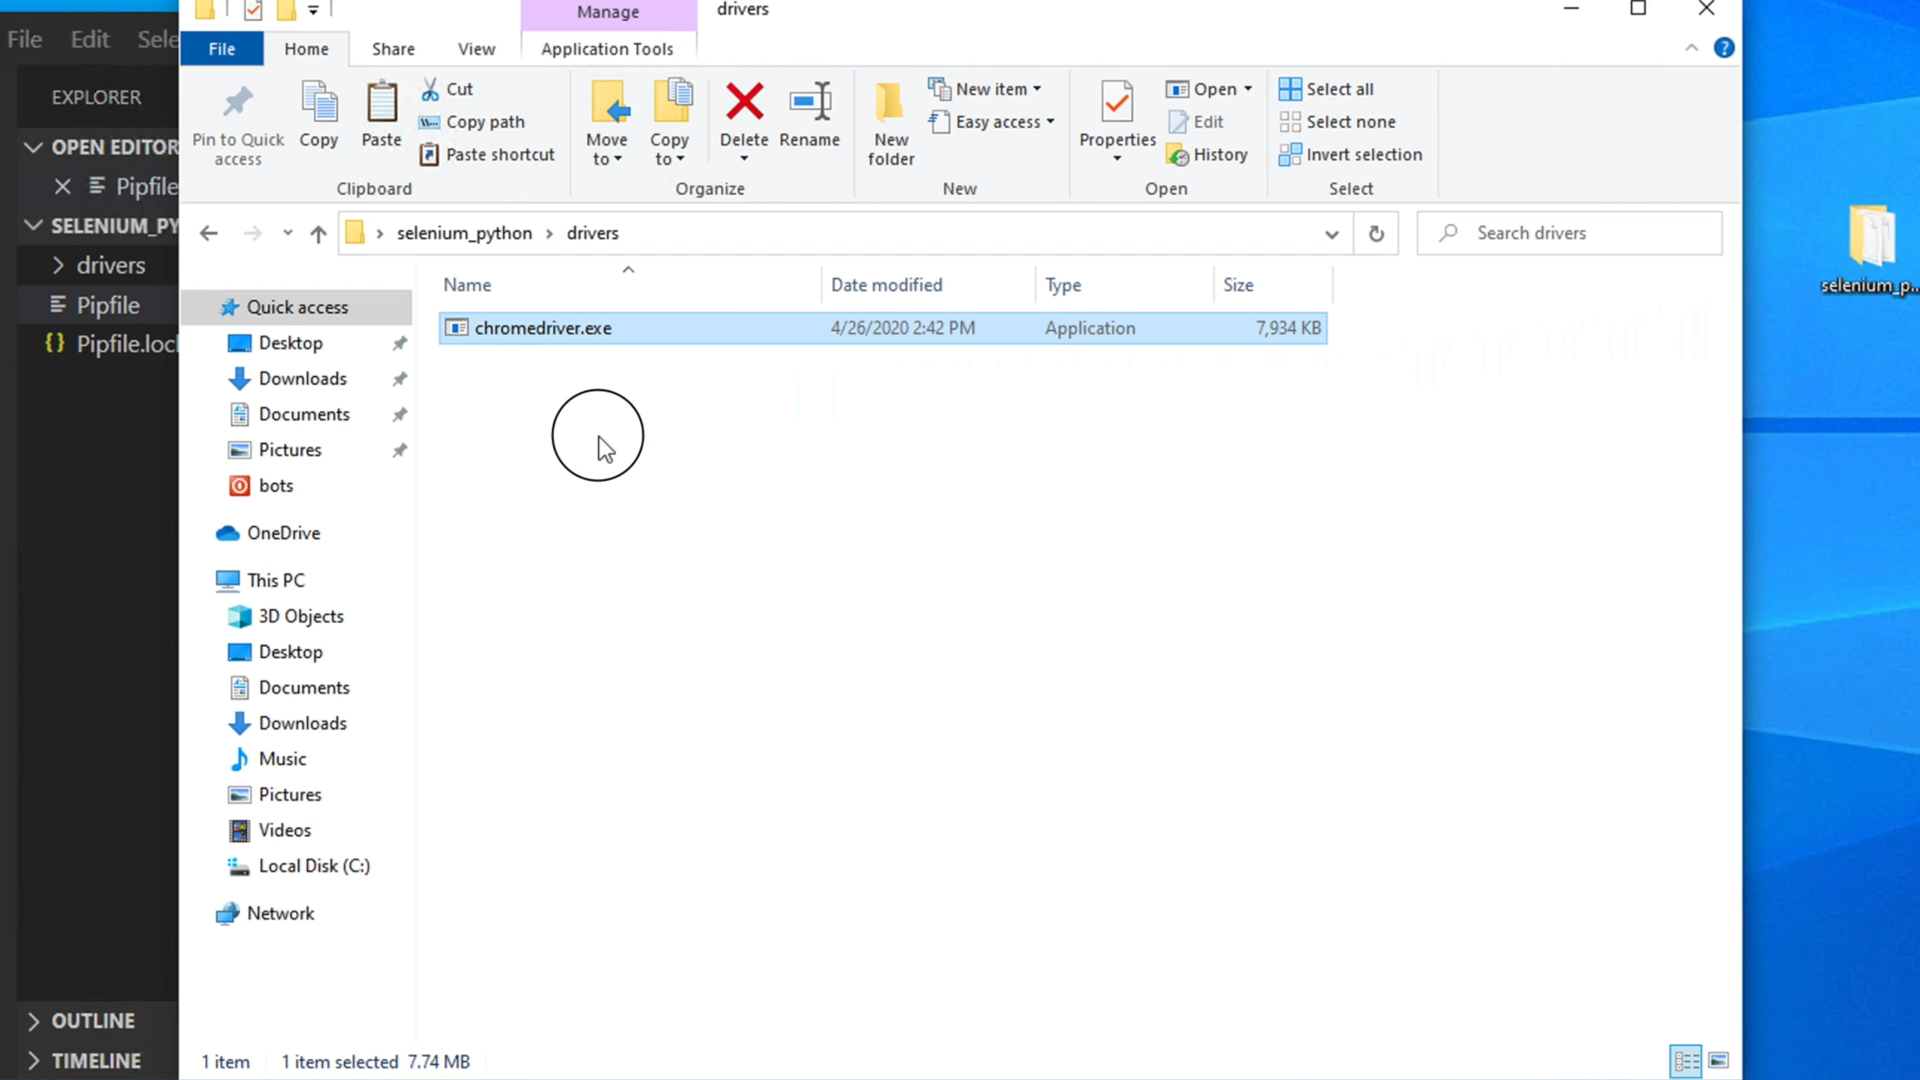 File Edit Sele
EXPLORER
OPEN EDITOR
Pipfile
SELENIUM_PY
drivers
Pipfile
Pipfile.loc
OUTLINE
TIMELINE
Manage
drivers
File Home Share View Application Tools
Pin to Quick access
Copy
Paste
Cut
Copy path
Paste shortcut
Clipboard
Move to
Copy to
Delete
Rename
Organize
New folder
New item
Easy access
New
Properties
Open
Edit
History
Open
Select all
Select none
Invert selection
Select
selenium_python > drivers
Search drivers
Name Date modified Type Size
chromedriver.exe 4/26/2020 2:42 PM Application 7,934 KB
Quick access
Desktop
Downloads
Documents
Pictures
bots
OneDrive
This PC
3D Objects
Desktop
Documents
Downloads
Music
Pictures
Videos
Local Disk (C:)
Network
1 item 1 item selected 7.74 MB
selenium_p...